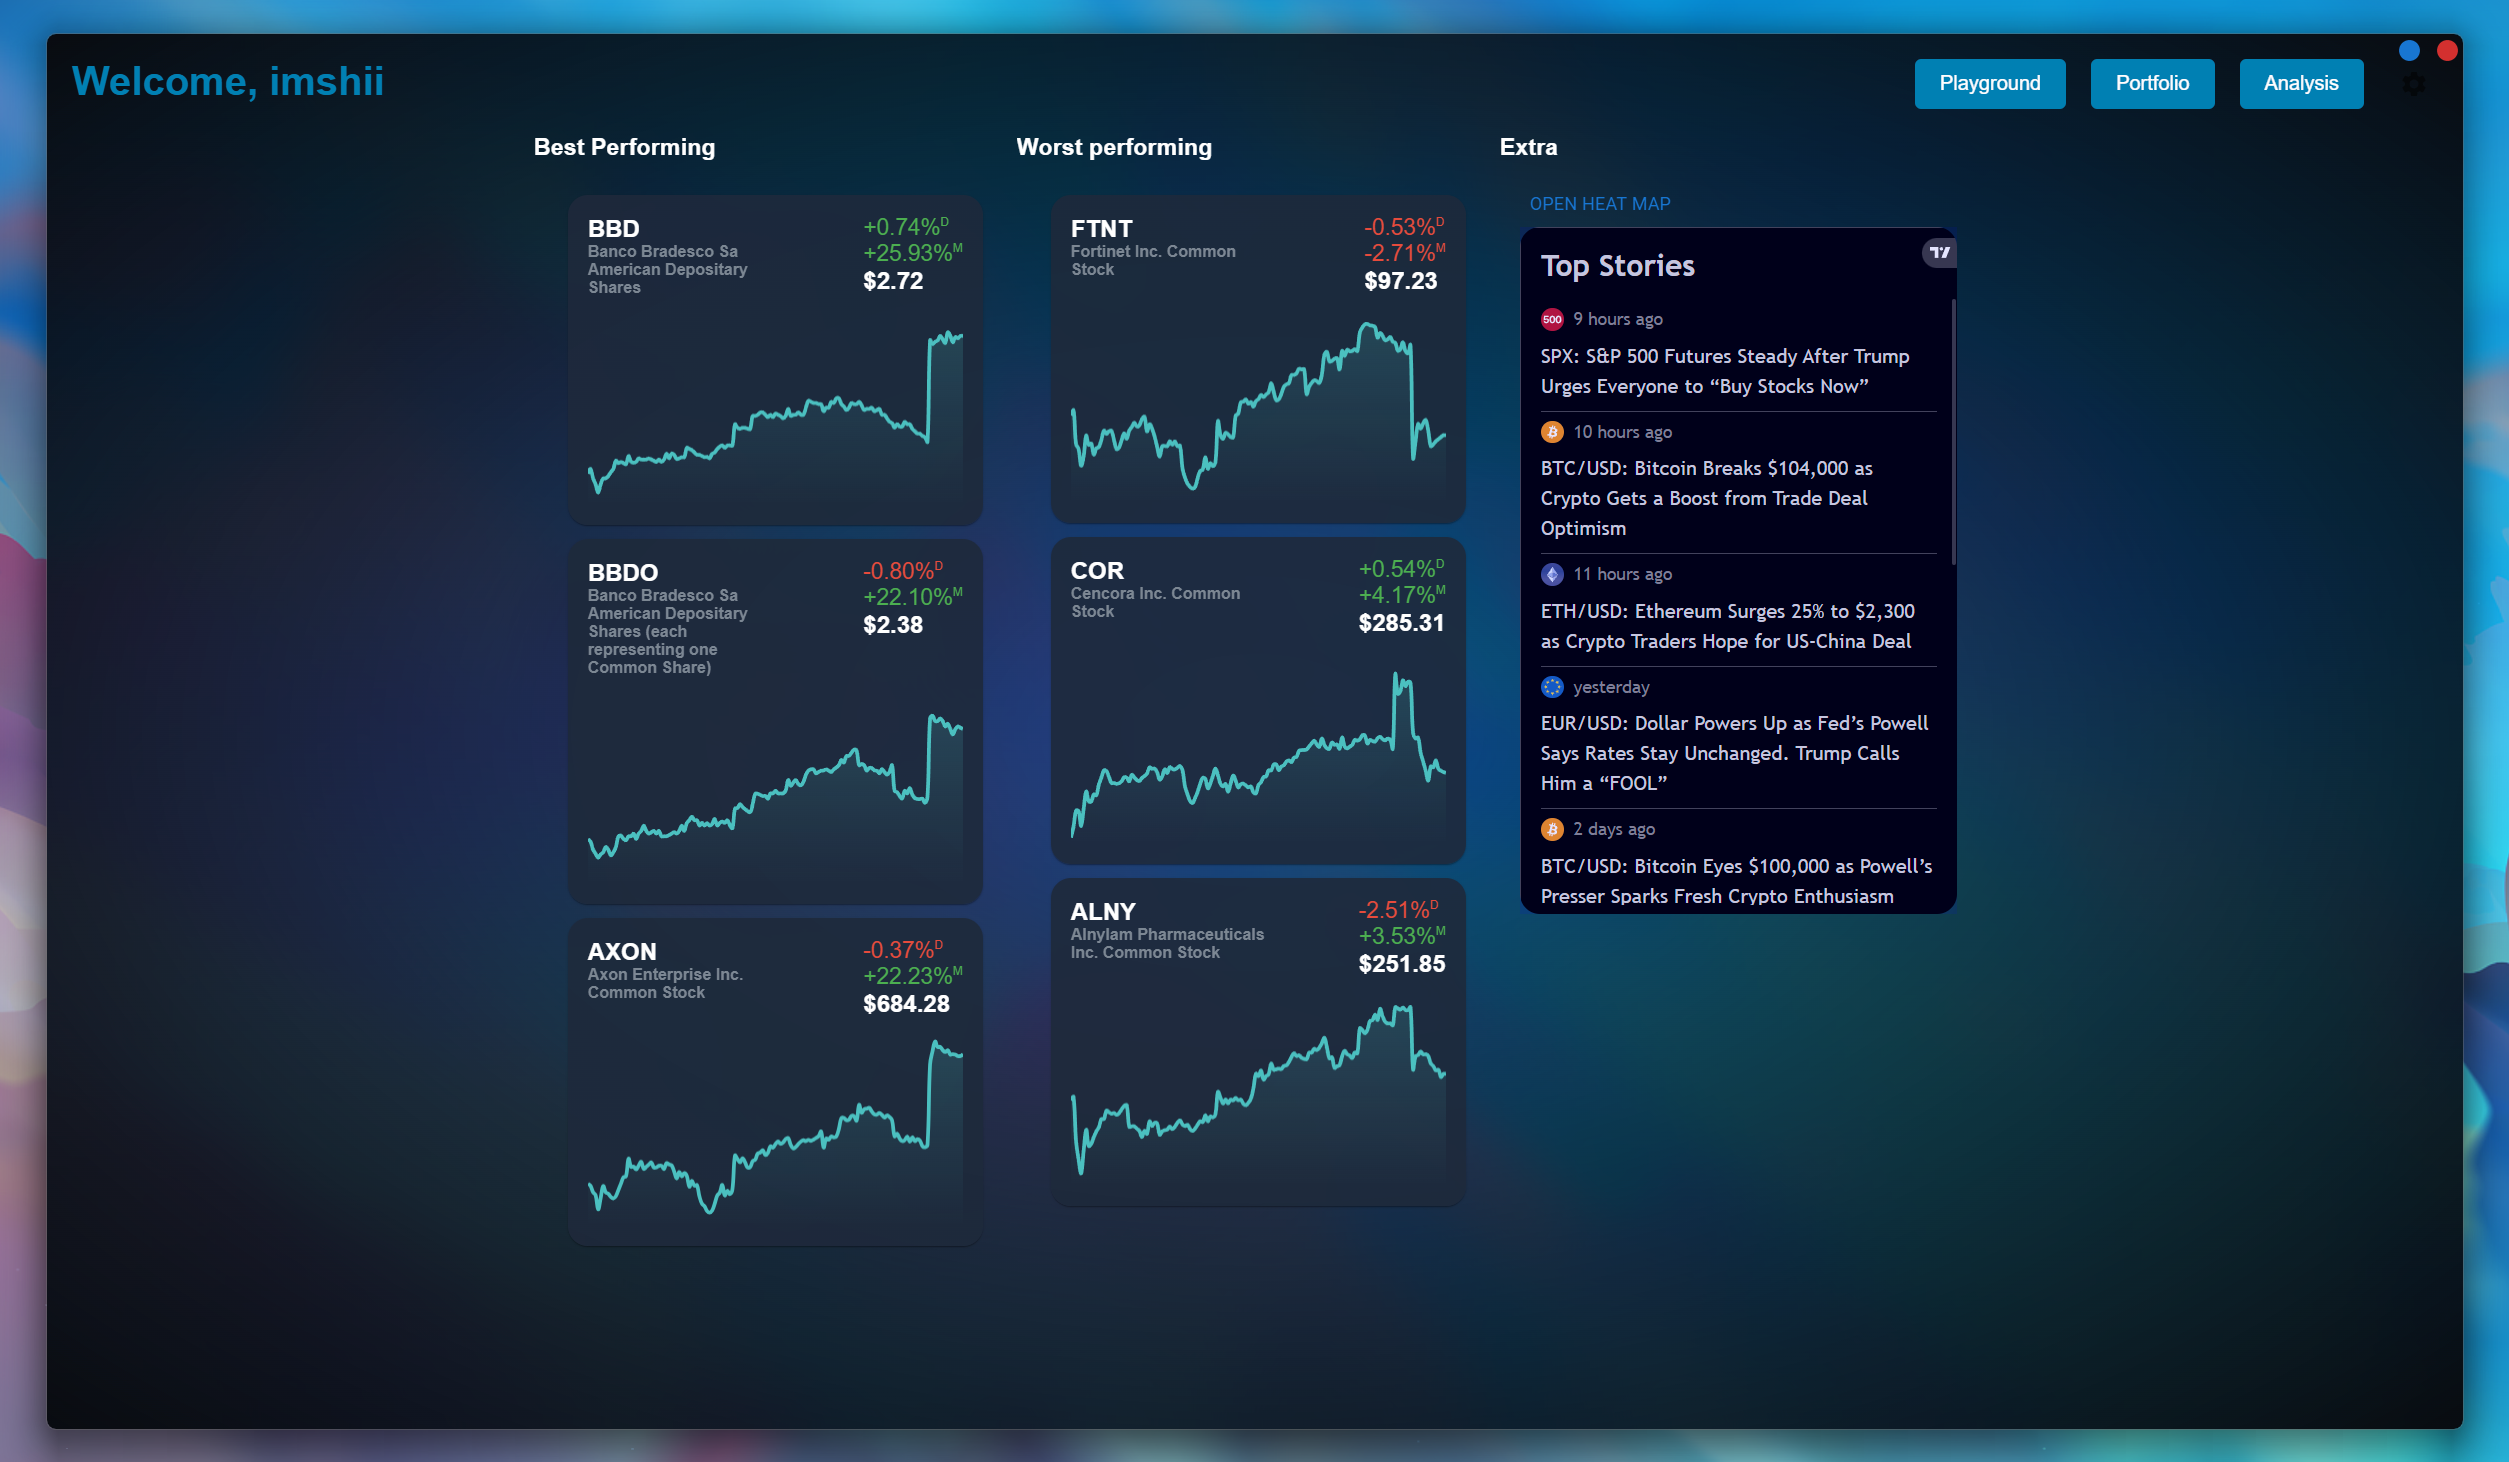 Welcome, imshii
Playground
Portfolio
Analysis
Best Performing
BBD
Banco Bradesco Sa
American Depositary
Shares
+0.74%D
+25.93%M
$2.72
BBDO
Banco Bradesco Sa
American Depositary
Shares (each
representing one
Common Share)
-0.80%D
+22.10%M
$2.38
AXON
Axon Enterprise Inc.
Common Stock
-0.37%D
+22.23%M
$684.28
Worst performing
FTNT
Fortinet Inc. Common
Stock
-0.53%D
-2.71%M
$97.23
COR
Cencora Inc. Common
Stock
+0.54%D
+4.17%M
$285.31
ALNY
Alnylam Pharmaceuticals
Inc. Common Stock
-2.51%D
+3.53%M
$251.85
Extra
OPEN HEAT MAP
Top Stories
500 9 hours ago
SPX: S&P 500 Futures Steady After Trump
Urges Everyone to “Buy Stocks Now”
10 hours ago
BTC/USD: Bitcoin Breaks $104,000 as
Crypto Gets a Boost from Trade Deal
Optimism
11 hours ago
ETH/USD: Ethereum Surges 25% to $2,300
as Crypto Traders Hope for US-China Deal
yesterday
EUR/USD: Dollar Powers Up as Fed’s Powell
Says Rates Stay Unchanged. Trump Calls
Him a “FOOL”
2 days ago
BTC/USD: Bitcoin Eyes $100,000 as Powell’s
Presser Sparks Fresh Crypto Enthusiasm